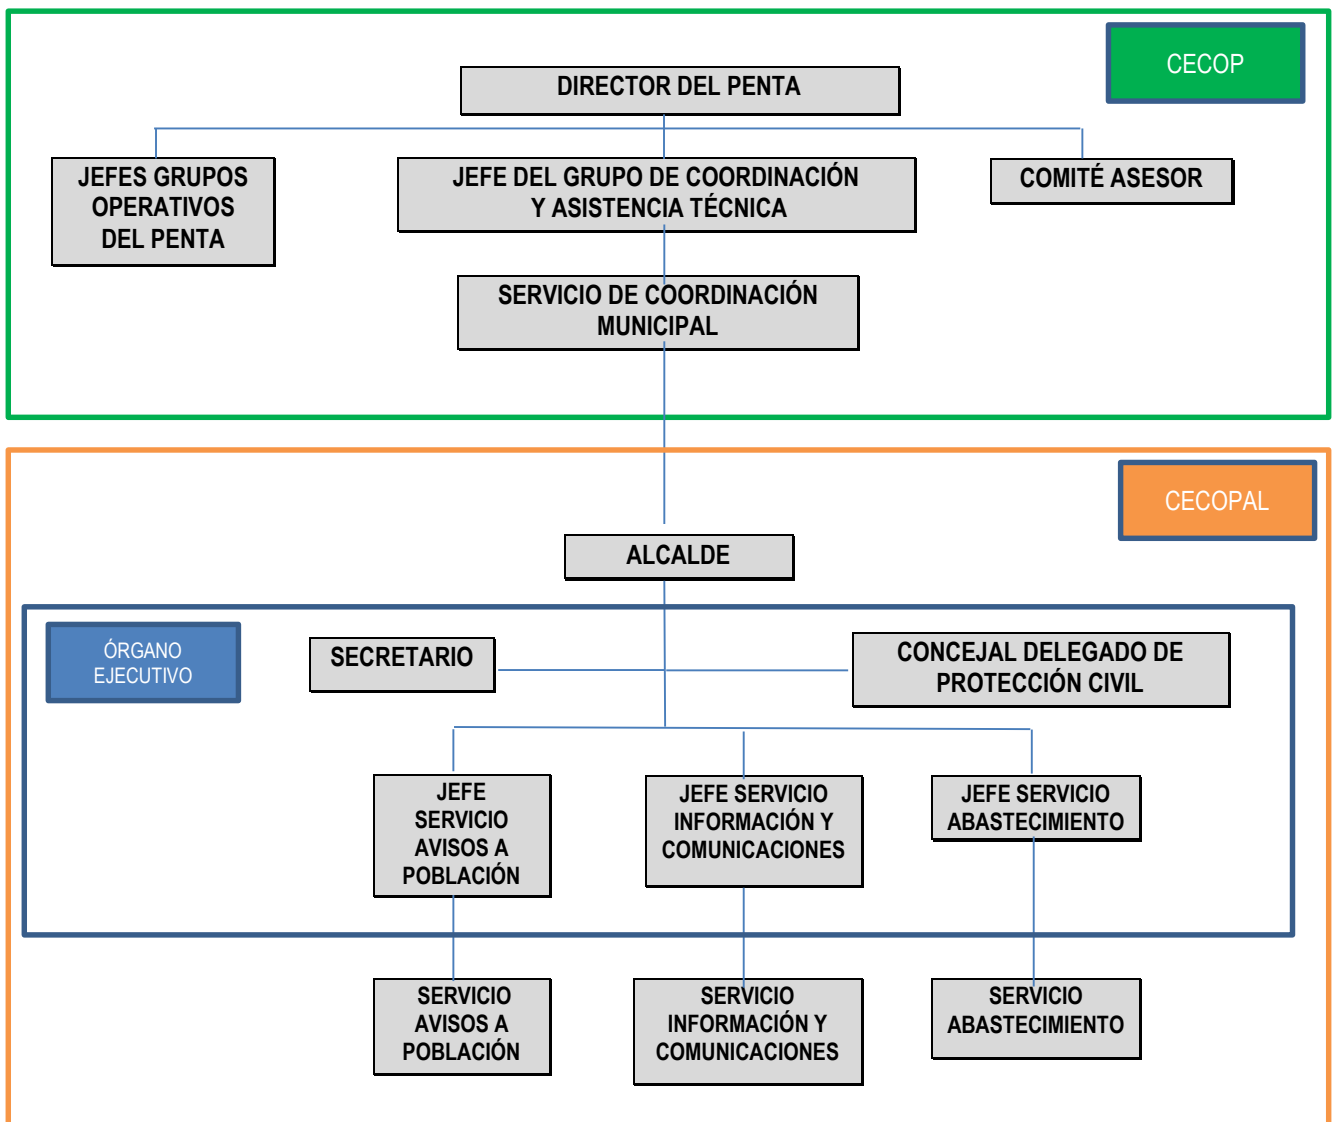 CECOP
DIRECTOR DEL PENTA
JEFES GRUPOS
OPERATIVOS
DEL PENTA
JEFE DEL GRUPO DE COORDINACIÓN
Y ASISTENCIA TÉCNICA
COMITÉ ASESOR
SERVICIO DE COORDINACIÓN
MUNICIPAL
CECOPAL
ALCALDE
ÓRGANO
EJECUTIVO
SECRETARIO
CONCEJAL DELEGADO DE
PROTECCIÓN CIVIL
JEFE
SERVICIO
AVISOS A
POBLACIÓN
JEFE SERVICIO
INFORMACIÓN Y
COMUNICACIONES
JEFE SERVICIO
ABASTECIMIENTO
SERVICIO
AVISOS A
POBLACIÓN
SERVICIO
INFORMACIÓN Y
COMUNICACIONES
SERVICIO
ABASTECIMIENTO